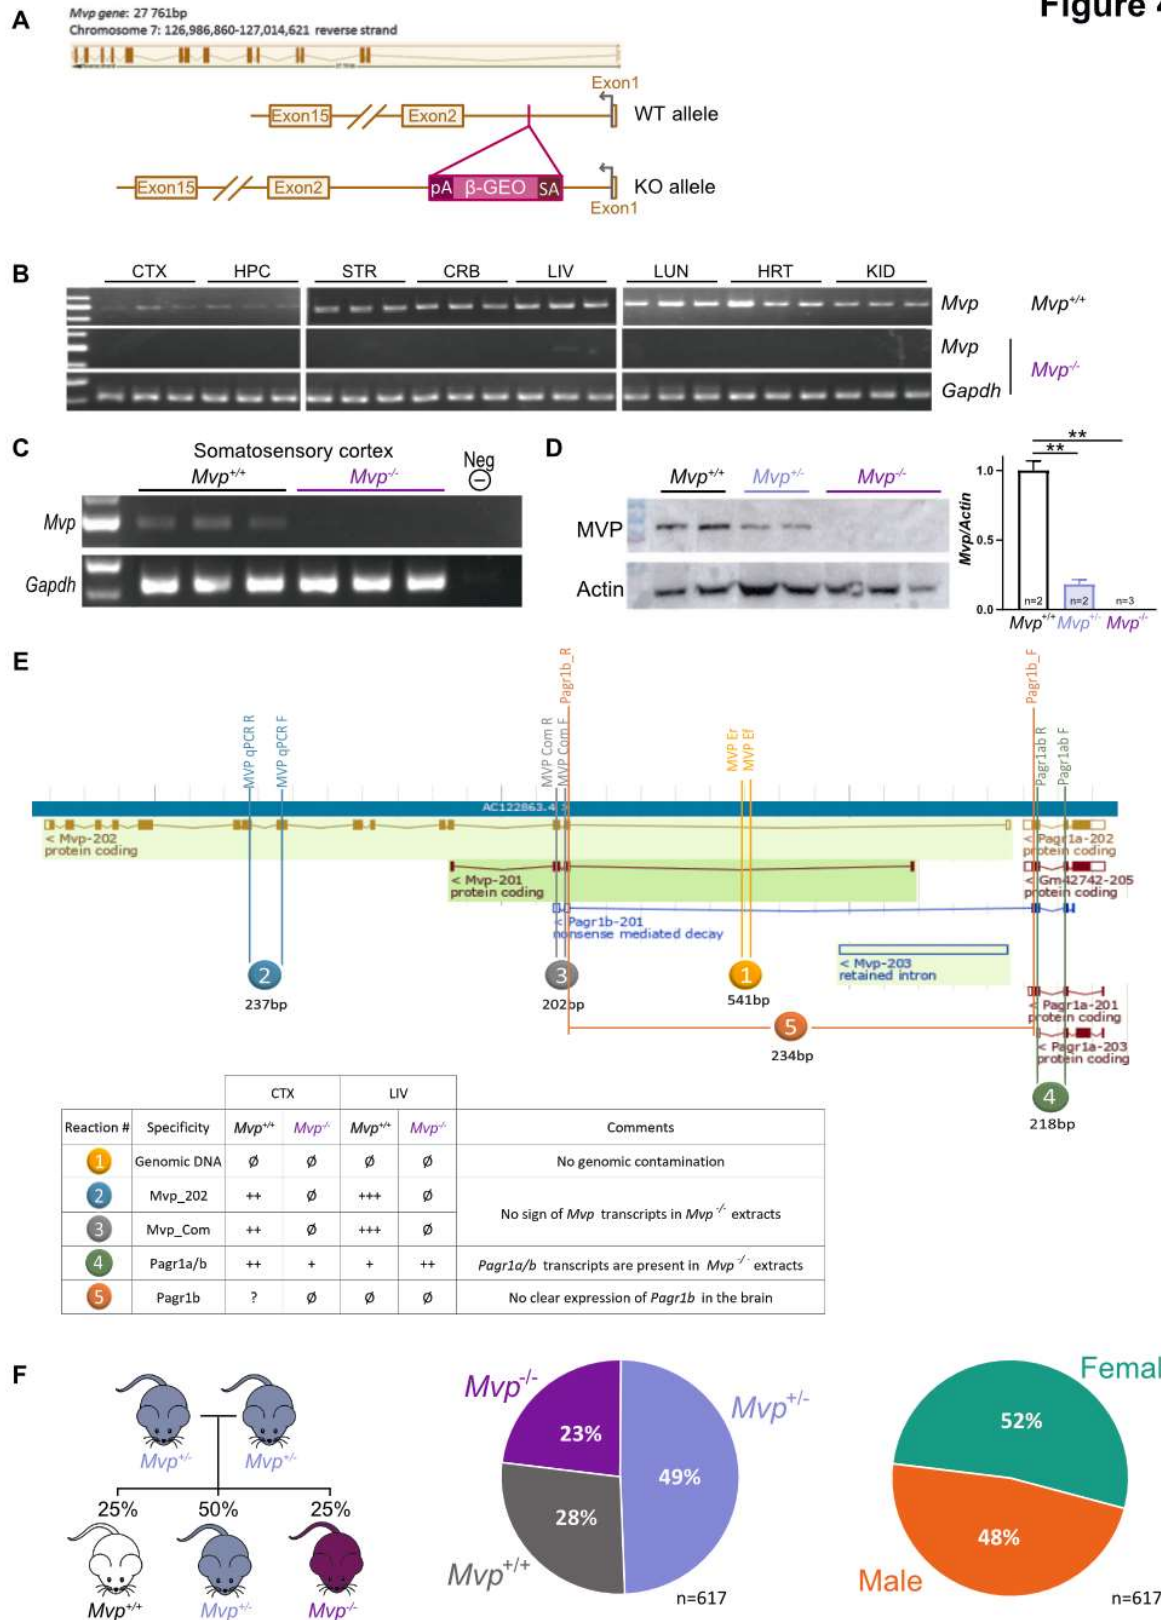 Figure 4
A
Mvp gene: 27 761bp
Chromosome 7: 126,986,860-127,014,621 reverse strand
Exon1
Exon15
Exon2
WT allele
Exon15
Exon2
pA
β-GEO
SA
KO allele
Exon1
B
CTX HPC STR CRB LIV LUN HRT KID
Mvp Mvp+/+
Mvp
Mvp-/-
Gapdh
C
Somatosensory cortex
Mvp+/+ Mvp-/- Neg
Mvp
Gapdh
D
Mvp+/+ Mvp+/- Mvp-/-
MVP
Actin
Mvp/Actin
1.0
0.5
0.0
**
**
n=2 n=2 n=3
Mvp+/+ Mvp+/- Mvp-/-
E
MVP qPCR R
MVP qPCR F
MVP Com R
MVP Com F
Pagr1b_R
MVP Er
MVP Ef
Pagr1b_F
Pagr1ab R
Pagr1ab F
AC122863.4 >
< Mvp-202
protein coding
< Pagr1a-202
protein coding
< Mvp-201
protein coding
< Gm42742-205
protein coding
< Pagr1b-201
nonsense mediated decay
< Mvp-203
retained intron
< Pagr1a-201
protein coding
< Pagr1a-203
protein coding
2
237bp
3
202bp
1
541bp
5
234bp
4
218bp
CTX LIV
Reaction # Specificity Mvp+/+ Mvp-/- Mvp+/+ Mvp-/- Comments
1 Genomic DNA Ø Ø Ø Ø No genomic contamination
2 Mvp_202 ++ Ø +++ Ø
No sign of Mvp transcripts in Mvp -/- extracts
3 Mvp_Com ++ Ø +++ Ø
4 Pagr1a/b ++ + + ++ Pagr1a/b transcripts are present in Mvp -/- extracts
5 Pagr1b ? Ø Ø Ø No clear expression of Pagr1b in the brain
F
Mvp+/- Mvp+/-
25% 50% 25%
Mvp+/+ Mvp+/- Mvp-/-
Mvp-/-
23%
Mvp+/-
49%
28%
Mvp+/+
n=617
Femal
52%
48%
Male
n=617